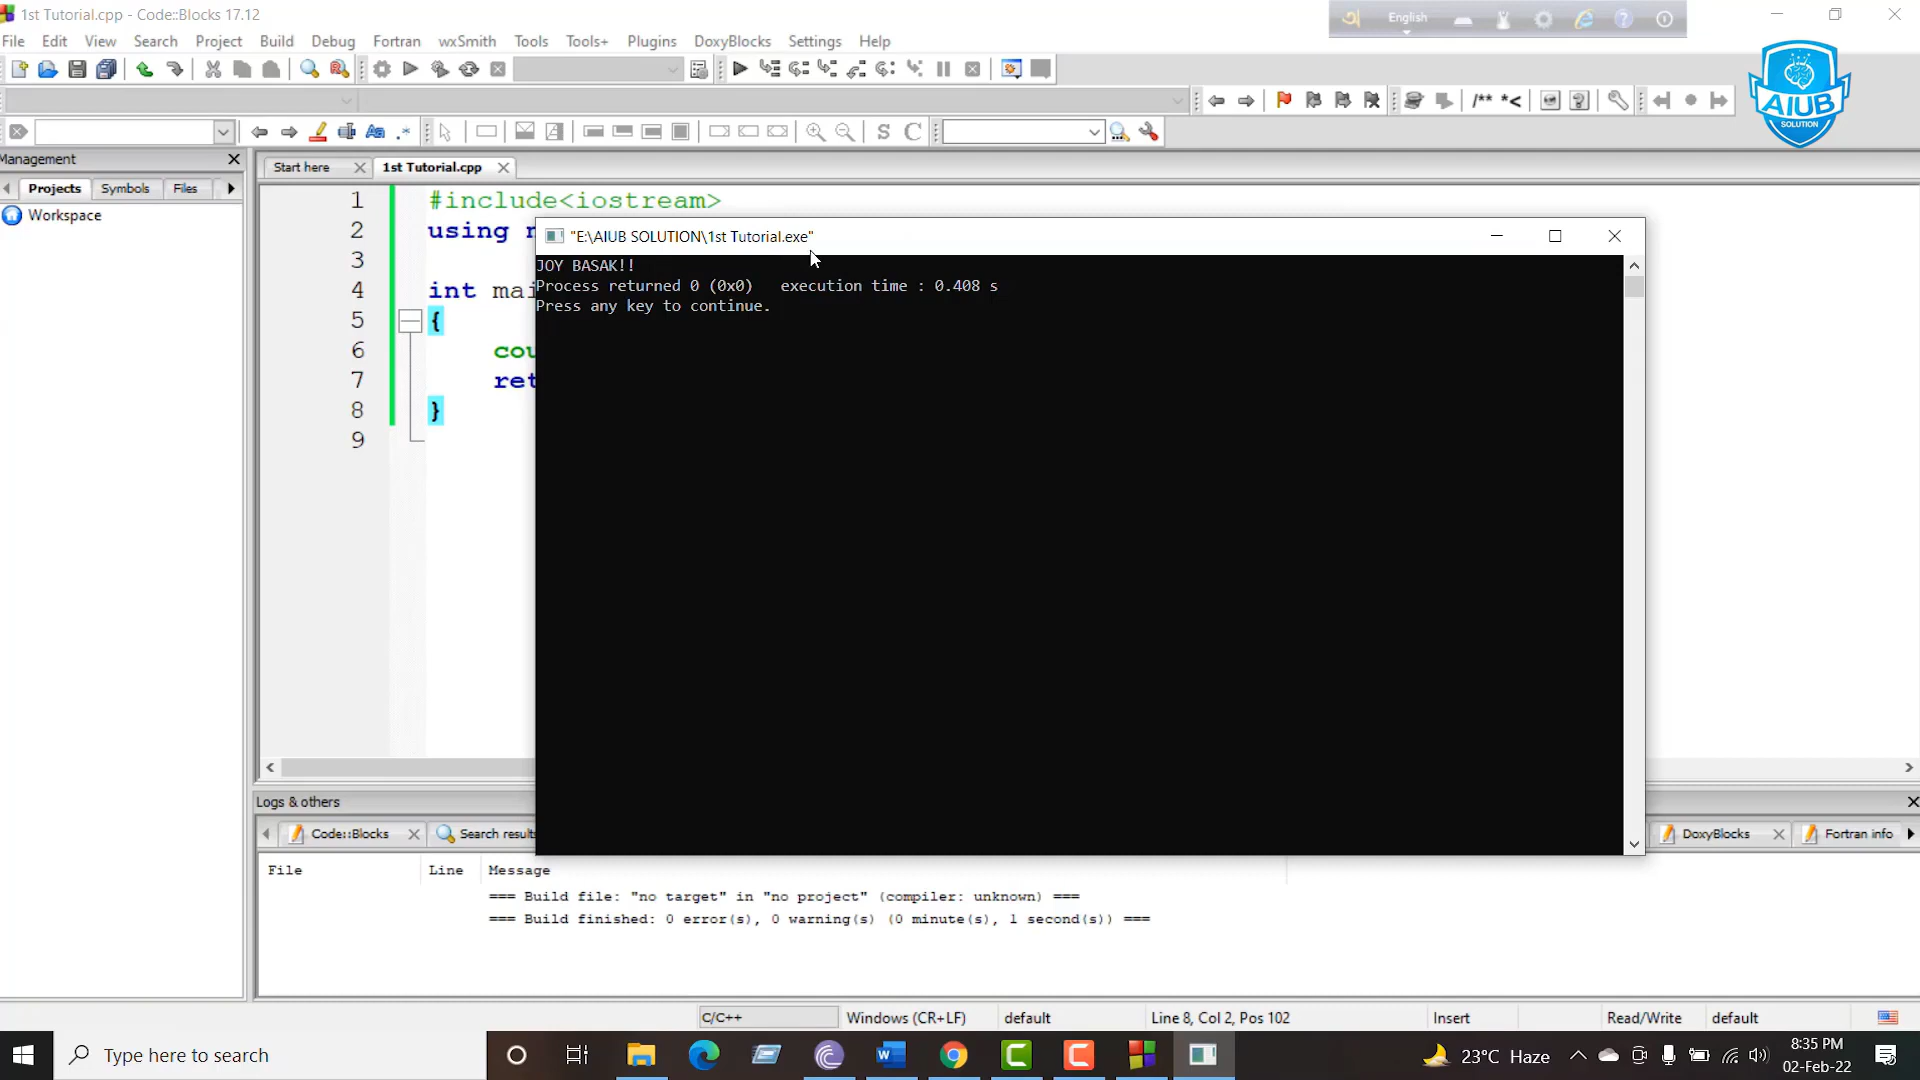 1st Tutorial.cpp - Code::Blocks 17.12
English
File Edit View Search Project Build Debug Fortran wxSmith Tools Tools+ Plugins DoxyBlocks Settings Help
AIUB
SOLUTION
/** *<
Aa .*
S C
Management
Start here 1st Tutorial.cpp
Projects Symbols Files
Workspace
1 #include<iostream>
2 using n
3
4 int mai
5 {
6 cou
7 ret
8 }
9
"E:\AIUB SOLUTION\1st Tutorial.exe"
JOY BASAK!!
Process returned 0 (0x0)   execution time : 0.408 s
Press any key to continue.
Logs & others
Code::Blocks Search results DoxyBlocks Fortran info
File Line Message
=== Build file: "no target" in "no project" (compiler: unknown) ===
=== Build finished: 0 error(s), 0 warning(s) (0 minute(s), 1 second(s)) ===
C/C++ Windows (CR+LF) default Line 8, Col 2, Pos 102 Insert Read/Write default
Type here to search
23°C Haze
8:35 PM
02-Feb-22